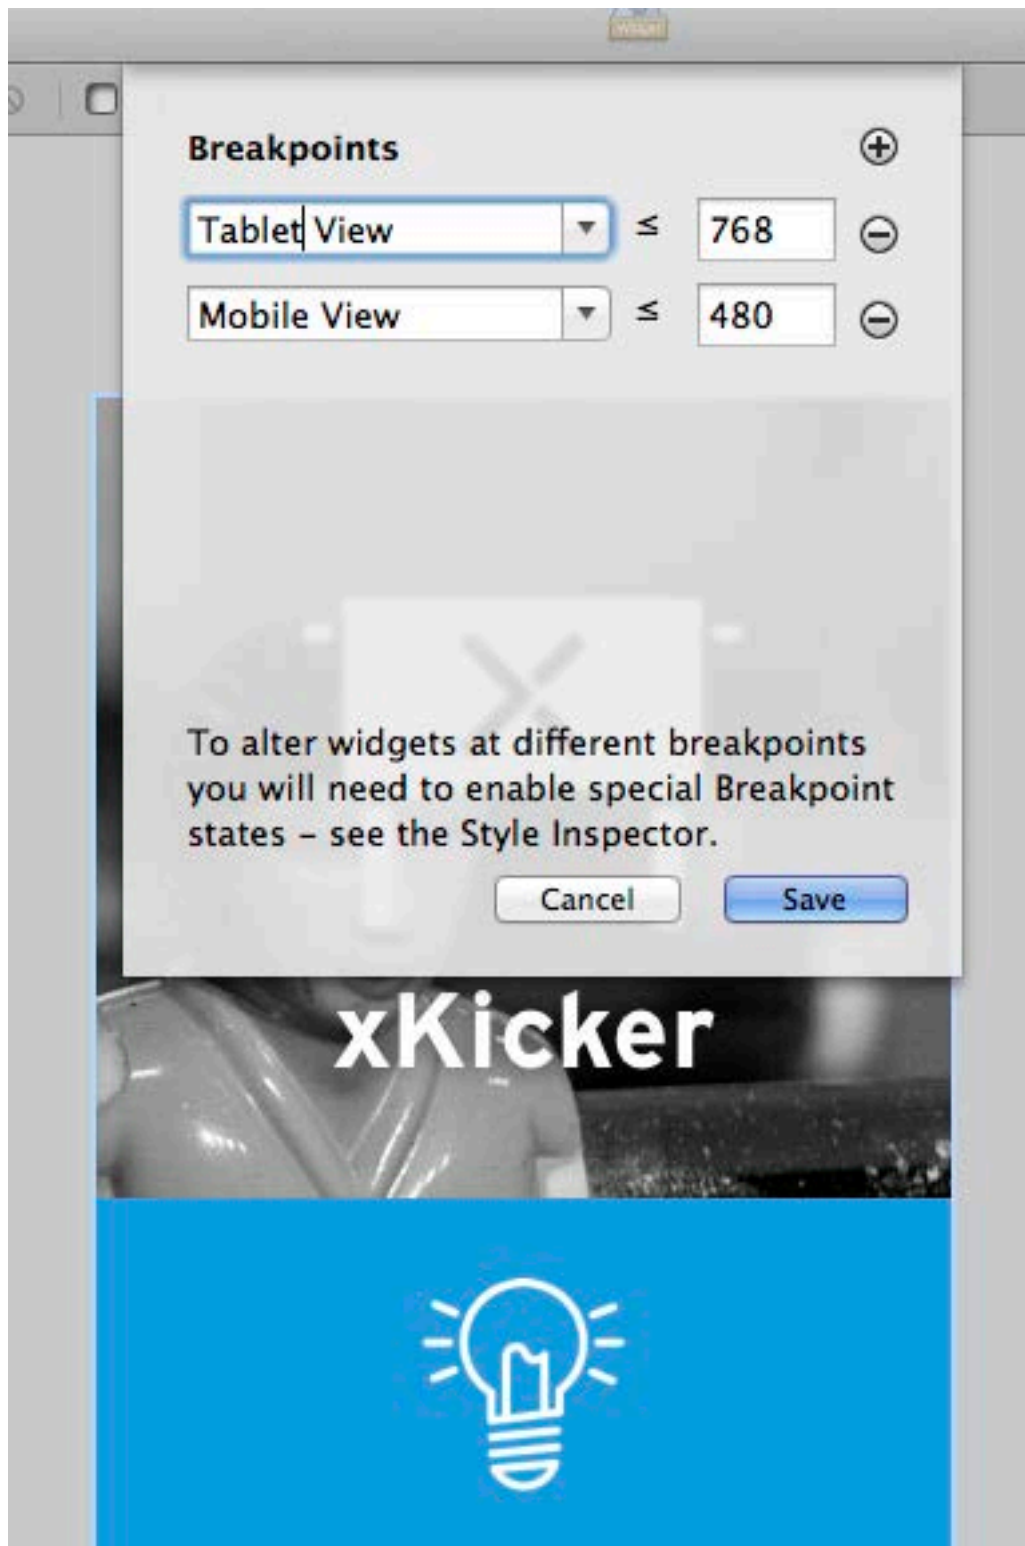 Breakpoints
Tablet View ≤ 768
Mobile View ≤ 480
To alter widgets at different breakpoints
you will need to enable special Breakpoint
states – see the Style Inspector.
Cancel Save
xKicker